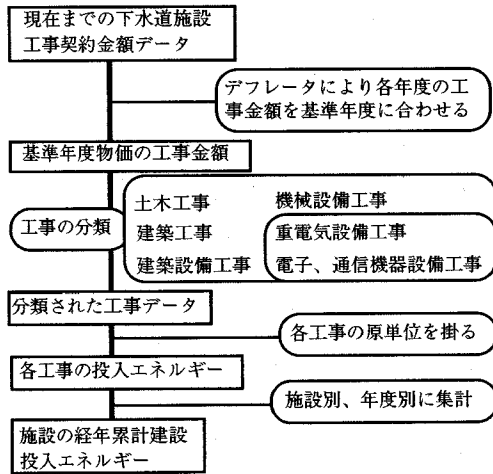 現在までの下水道施設
工事契約金額データ
デフレータにより各年度の工
事金額を基準年度に合わせる
基準年度物価の工事金額
工事の分類
土木工事 機械設備工事
建築工事 重電気設備工事
建築設備工事 電子、通信機器設備工事
分類された工事データ
各工事の原単位を掛る
各工事の投入エネルギー
施設別、年度別に集計
施設の経年累計建設
投入エネルギー